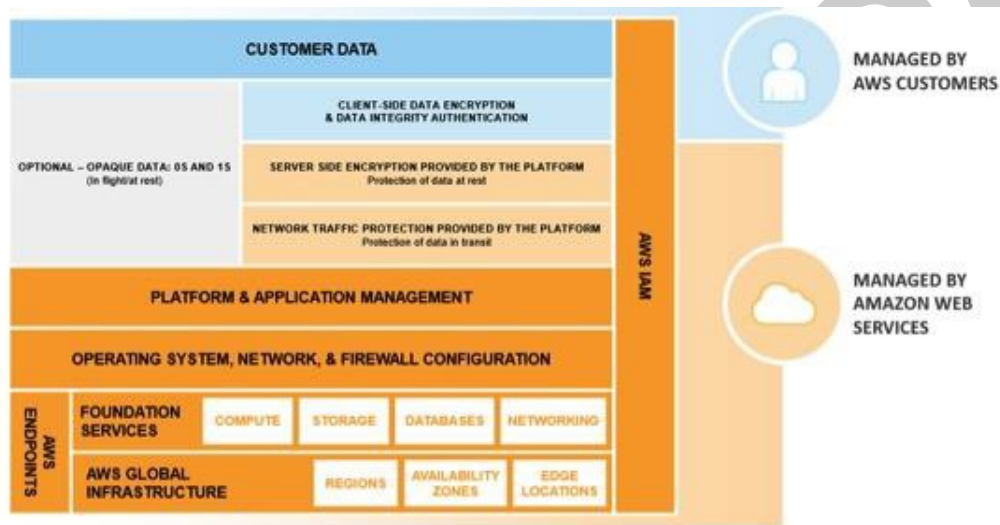 CUSTOMER DATA
MANAGED BY
AWS CUSTOMERS
CLIENT-SIDE DATA ENCRYPTION
& DATA INTEGRITY AUTHENTICATION
OPTIONAL – OPAQUE DATA: 0S AND 1S
(In flight/at rest)
SERVER SIDE ENCRYPTION PROVIDED BY THE PLATFORM
Protection of data at rest
NETWORK TRAFFIC PROTECTION PROVIDED BY THE PLATFORM
Protection of data in transit
AWS IAM
PLATFORM & APPLICATION MANAGEMENT
MANAGED BY
AMAZON WEB
SERVICES
OPERATING SYSTEM, NETWORK, & FIREWALL CONFIGURATION
AWS
ENDPOINTS
FOUNDATION
SERVICES
COMPUTE
STORAGE
DATABASES
NETWORKING
AWS GLOBAL
INFRASTRUCTURE
REGIONS
AVAILABILITY
ZONES
EDGE
LOCATIONS